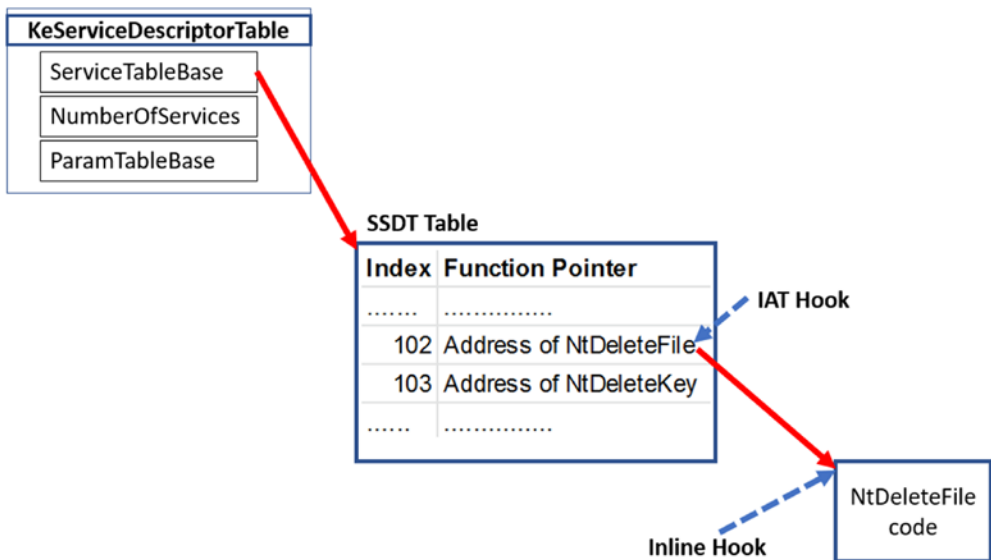 KeServiceDescriptorTable
ServiceTableBase
NumberOfServices
ParamTableBase
SSDT Table
Index Function Pointer
....... ...............
IAT Hook
102 Address of NtDeleteFile
103 Address of NtDeleteKey
...... ...............
NtDeleteFile
code
Inline Hook